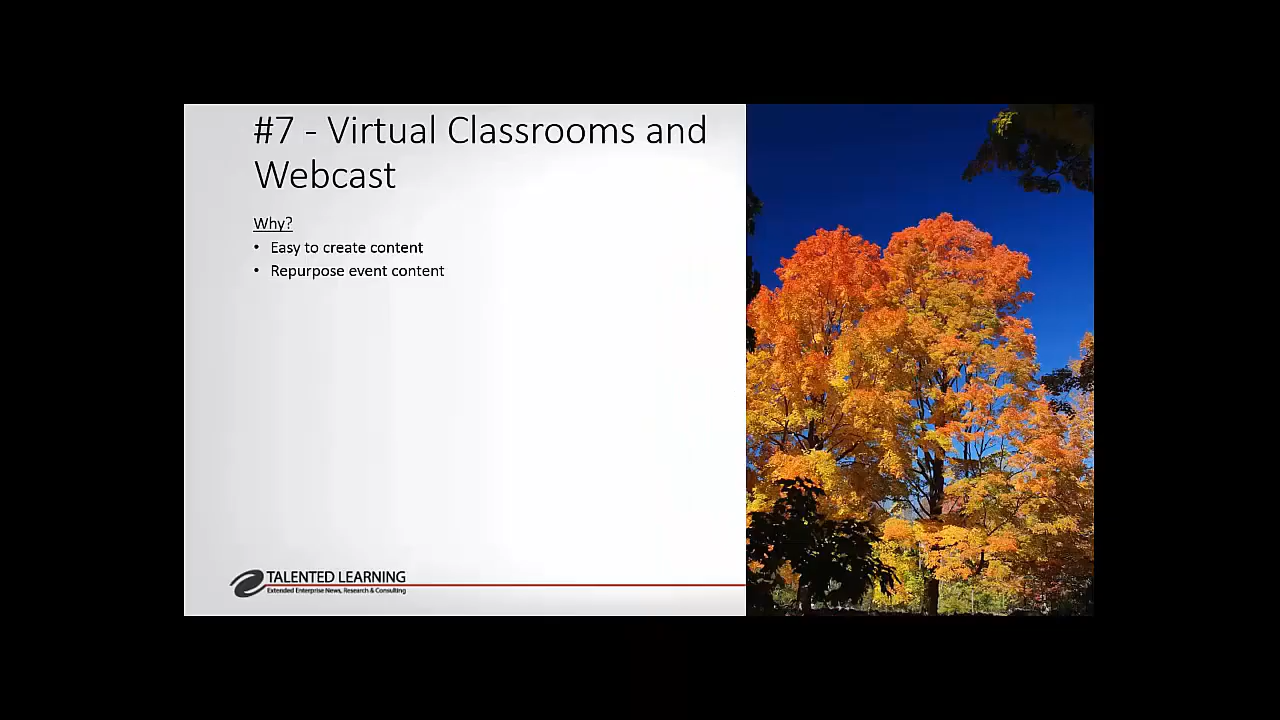 #7 - Virtual Classrooms and
Webcast
Why?
• Easy to create content
• Repurpose event content
TALENTED LEARNING
Extended Enterprise News, Research & Consulting